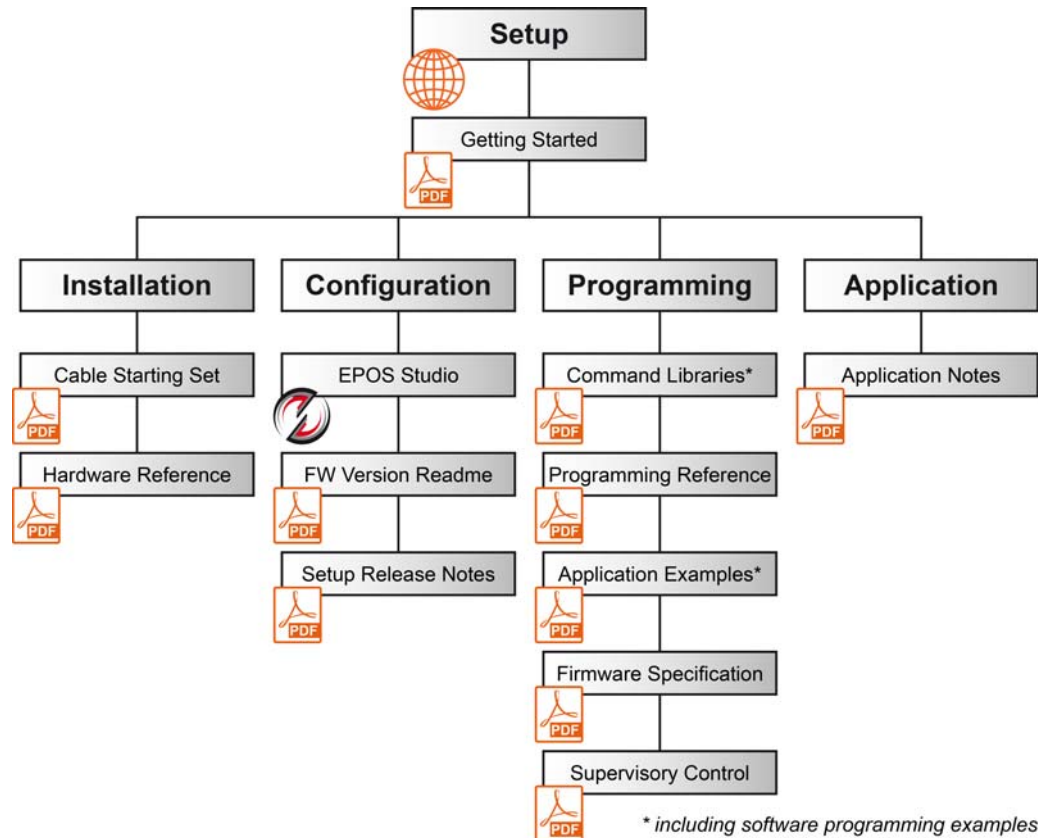 Setup
Getting Started
PDF
Installation
Configuration
Programming
Application
Cable Starting Set
PDF
EPOS Studio
Command Libraries*
PDF
Application Notes
PDF
Hardware Reference
PDF
FW Version Readme
PDF
Programming Reference
PDF
Setup Release Notes
PDF
Application Examples*
PDF
Firmware Specification
PDF
Supervisory Control
PDF
* including software programming examples